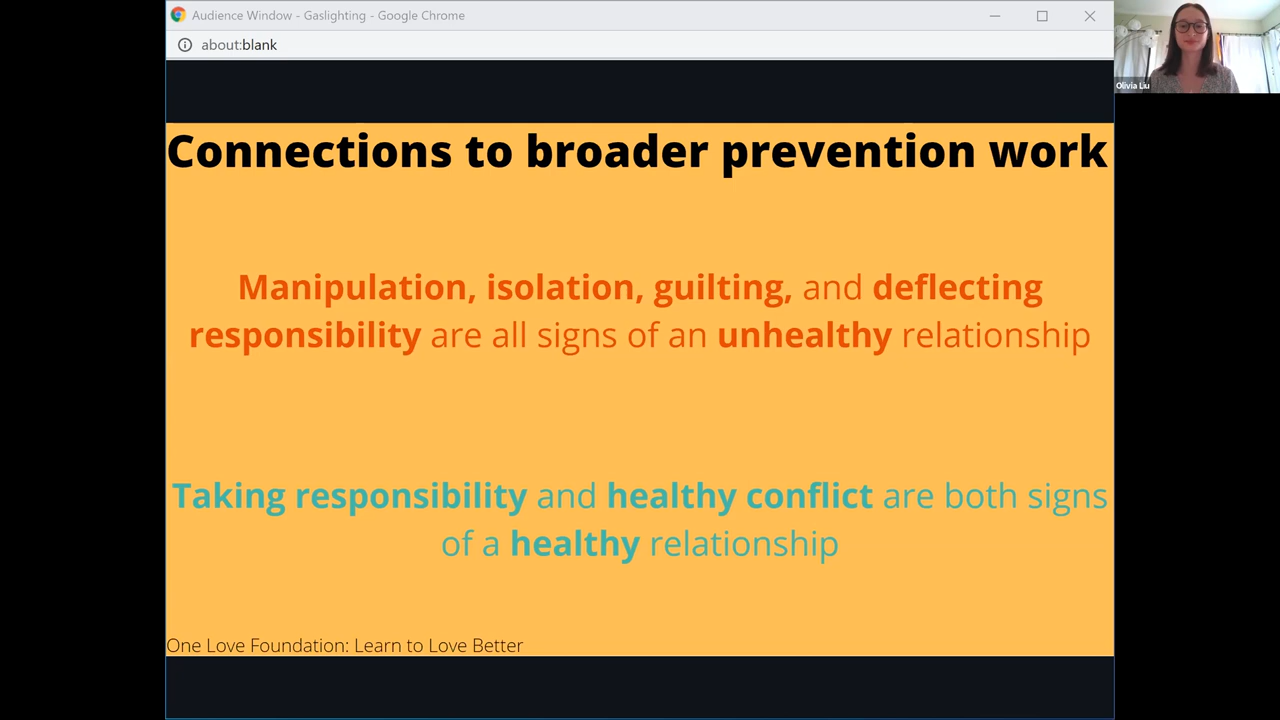 Audience Window - Gaslighting - Google Chrome
about:blank
Olivia Liu
Connections to broader prevention work
Manipulation, isolation, guilting, and deflecting
responsibility are all signs of an unhealthy relationship
Taking responsibility and healthy conflict are both signs
of a healthy relationship
One Love Foundation: Learn to Love Better